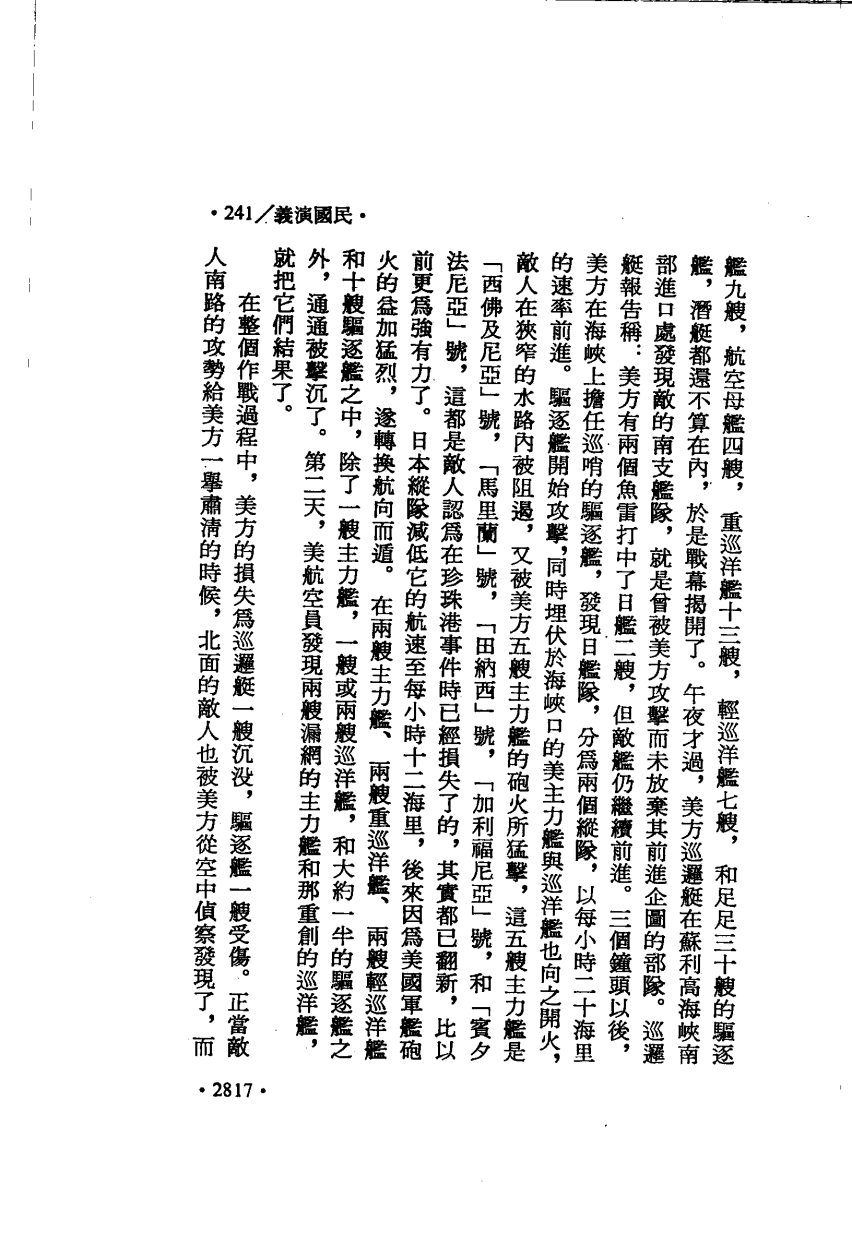 ·241／義演國民·
艦九艘，航空母艦四艘，重巡洋艦十三艘，輕巡洋艦七艘，和足足三十艘的驅逐
艦，潛艇都還不算在內，於是戰幕揭開了。午夜才過，美方巡邏艇在蘇利高海峽南
部進口處發現敵的南支艦隊，就是曾被美方攻擊而未放棄其前進企圖的部隊。巡邏
艇報告稱：美方有兩個魚雷打中了日艦二艘，但敵艦仍繼續前進。三個鐘頭以後，
美方在海峽上擔任巡哨的驅逐艦，發現日艦隊，分爲兩個縱隊，以每小時二十海里
的速率前進。驅逐艦開始攻擊，同時埋伏於海峽口的美主力艦與巡洋艦也向之開火，
敵人在狹窄的水路內被阻遏，又被美方五艘主力艦的砲火所猛擊，這五艘主力艦是
「西佛及尼亞」號，「馬里蘭」號，「田納西」號，「加利福尼亞」號，和「賓夕
法尼亞」號，這都是敵人認爲在珍珠港事件時已經損失了的，其實都已翻新，比以
前更爲強有力了。日本縱隊減低它的航速至每小時十二海里，後來因爲美國軍艦砲
火的益加猛烈，遂轉換航向而遁。在兩艘主力艦、兩艘重巡洋艦、兩艘輕巡洋艦
和十艘驅逐艦之中，除了一艘主力艦，一艘或兩艘巡洋艦，和大約一半的驅逐艦之
外，通通被擊沉了。第二天，美航空員發現兩艘漏網的主力艦和那重創的巡洋艦，
就把它們結果了。
在整個作戰過程中，美方的損失爲巡邏艇一艘沉没，驅逐艦一艘受傷。正當敵
人南路的攻勢給美方一舉肅清的時候，北面的敵人也被美方從空中偵察發現了，而
·2817·